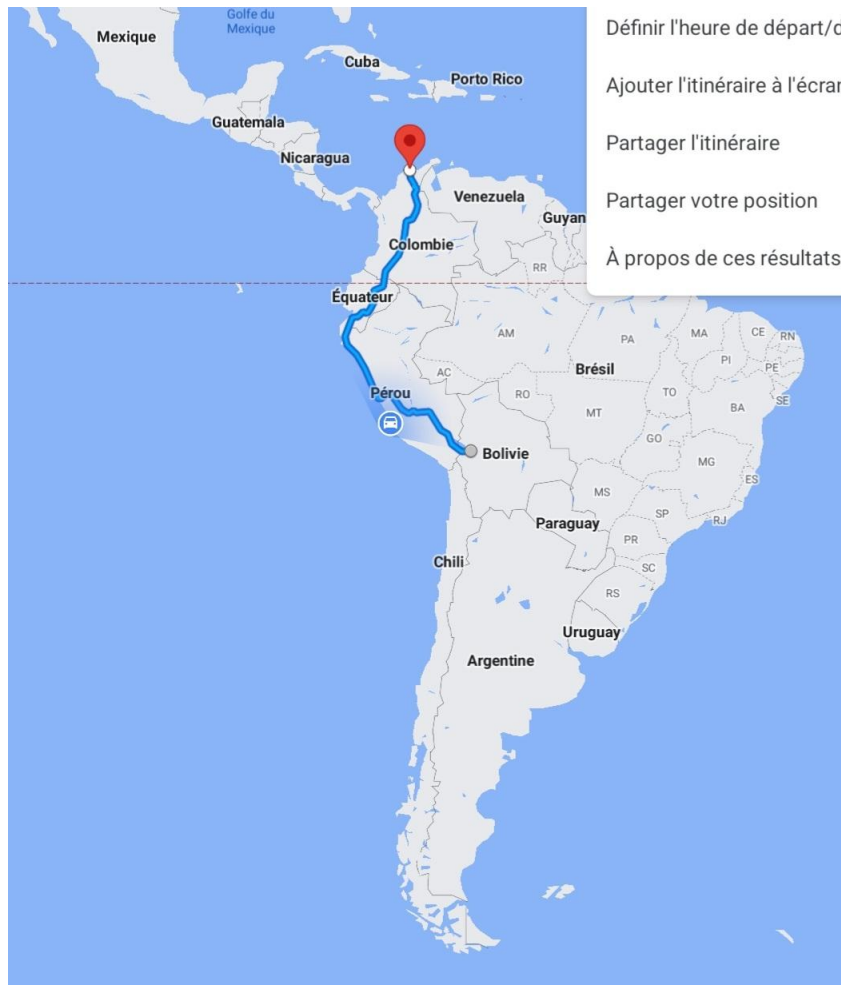 Golfe du
Mexique
Mexique
Cuba
Porto Rico
Guatemala
Nicaragua
Venezuela
Guyan
Colombie
Équateur
RR
AM
PA
MA
CE
RN
PI
PE
SE
AC
RO
TO
BA
Brésil
MT
Pérou
GO
MG
ES
Bolivie
MS
SP
RJ
Paraguay
PR
SC
Chili
RS
Uruguay
Argentine
Définir l'heure de départ/d
Ajouter l'itinéraire à l'écran
Partager l'itinéraire
Partager votre position
À propos de ces résultats